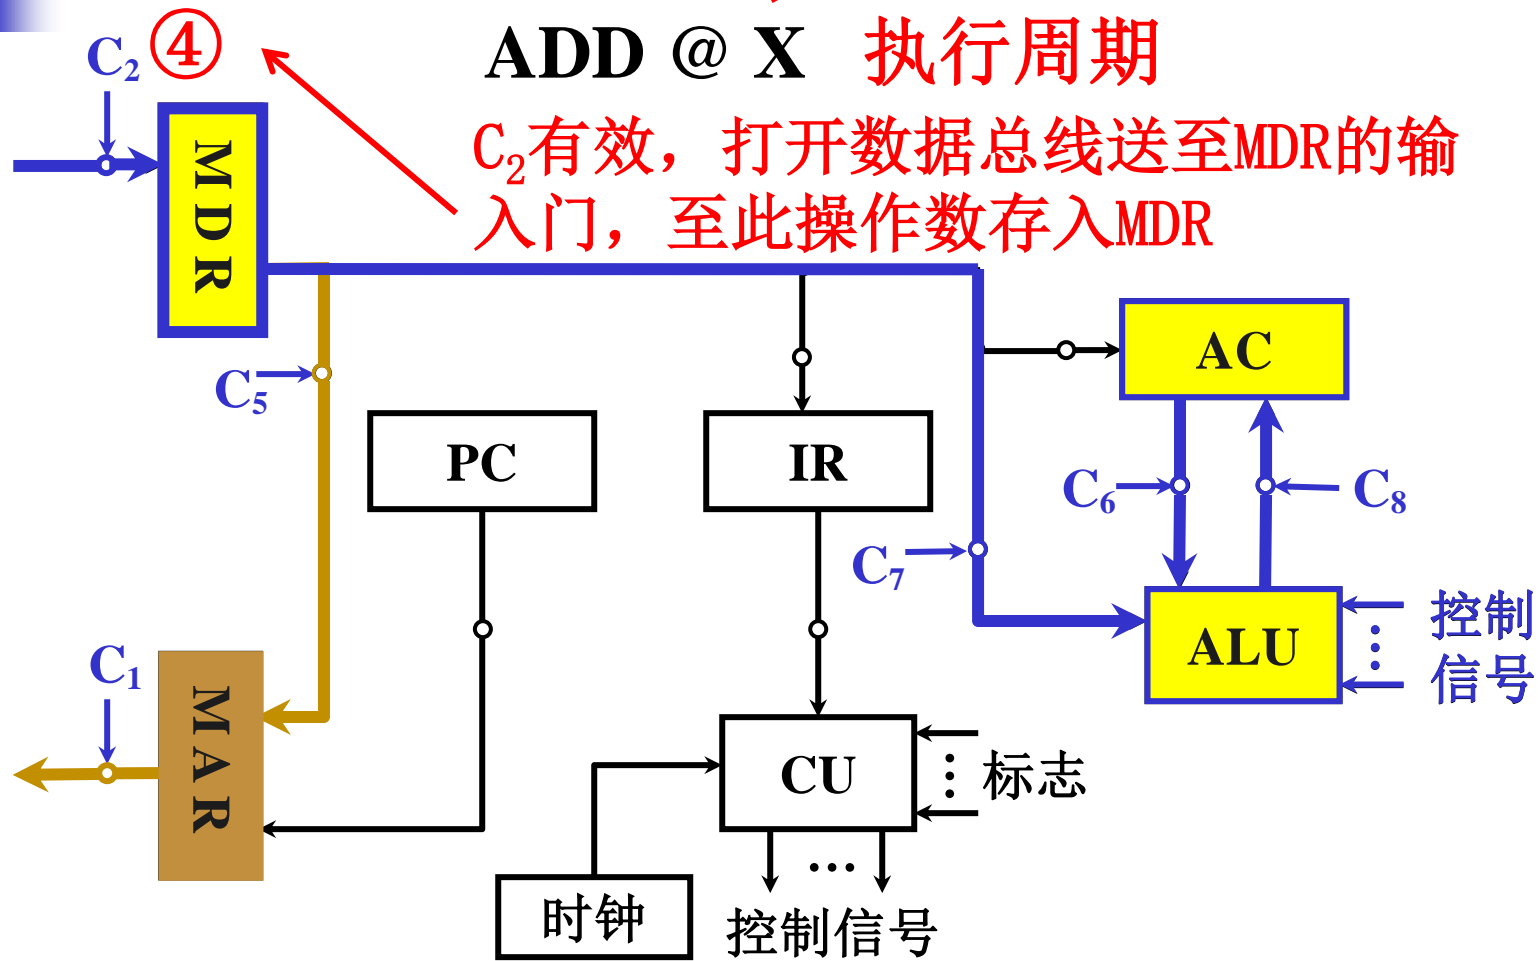 C2 ④ ADD @ X 执行周期
C2有效，打开数据总线送至MDR的输
入门，至此操作数存入MDR
MDR
AC
C5
PC
IR
C6
C8
C7
控制
信号
ALU
C1
MAR
CU
标志
...
时钟
控制信号